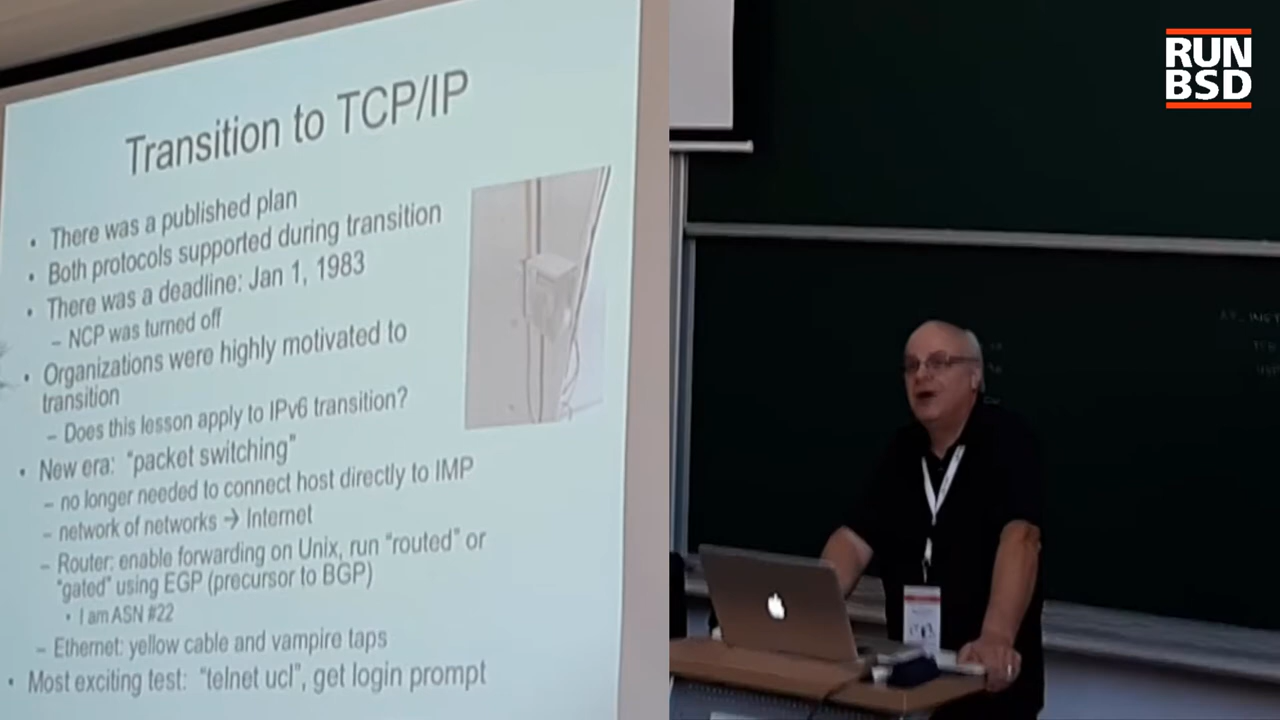 Transition to TCP/IP
• There was a published plan
• Both protocols supported during transition
• There was a deadline: Jan 1, 1983
– NCP was turned off
• Organizations were highly motivated to
transition
– Does this lesson apply to IPv6 transition?
• New era: “packet switching”
– no longer needed to connect host directly to IMP
– network of networks → Internet
– Router: enable forwarding on Unix, run “routed” or
“gated” using EGP (precursor to BGP)
• I am ASN #22
– Ethernet: yellow cable and vampire taps
• Most exciting test: “telnet ucl”, get login prompt
RUN
BSD